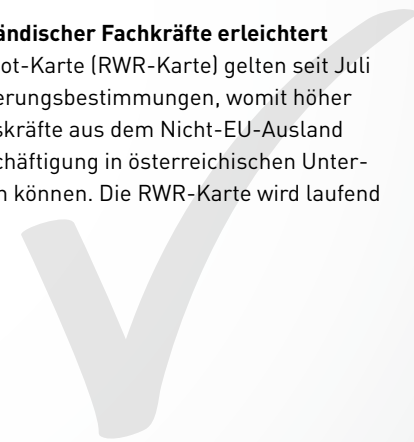 ändischer Fachkräfte erleichtert
ot-Karte (RWR-Karte) gelten seit Juli
erungsbestimmungen, womit höher
skräfte aus dem Nicht-EU-Ausland
chäftigung in österreichischen Unter-
n können. Die RWR-Karte wird laufend